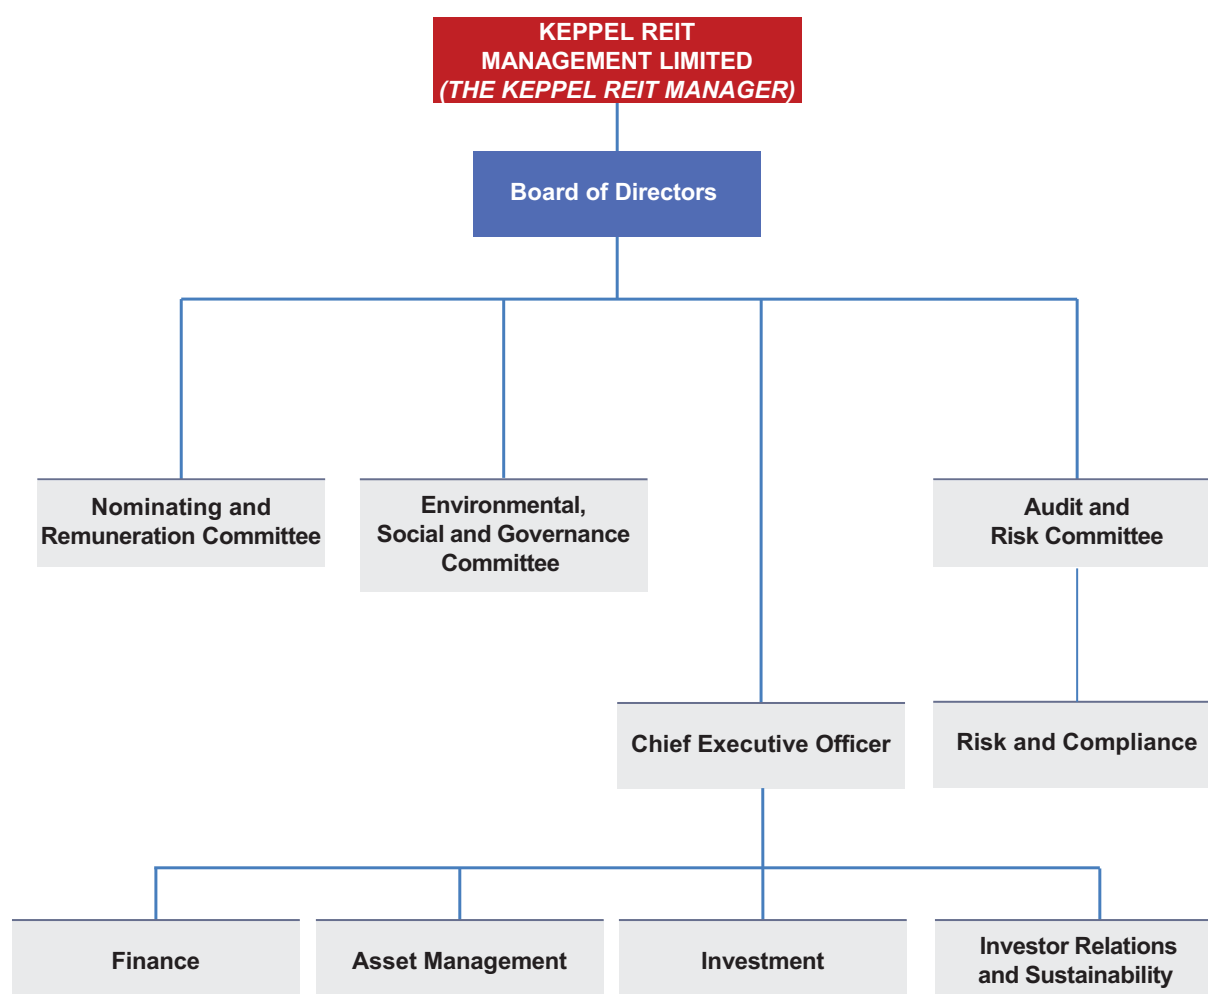 KEPPEL REIT
MANAGEMENT LIMITED
(THE KEPPEL REIT MANAGER)
Board of Directors
Nominating and
Remuneration Committee
Environmental,
Social and Governance
Committee
Audit and
Risk Committee
Chief Executive Officer
Risk and Compliance
Finance
Asset Management
Investment
Investor Relations
and Sustainability